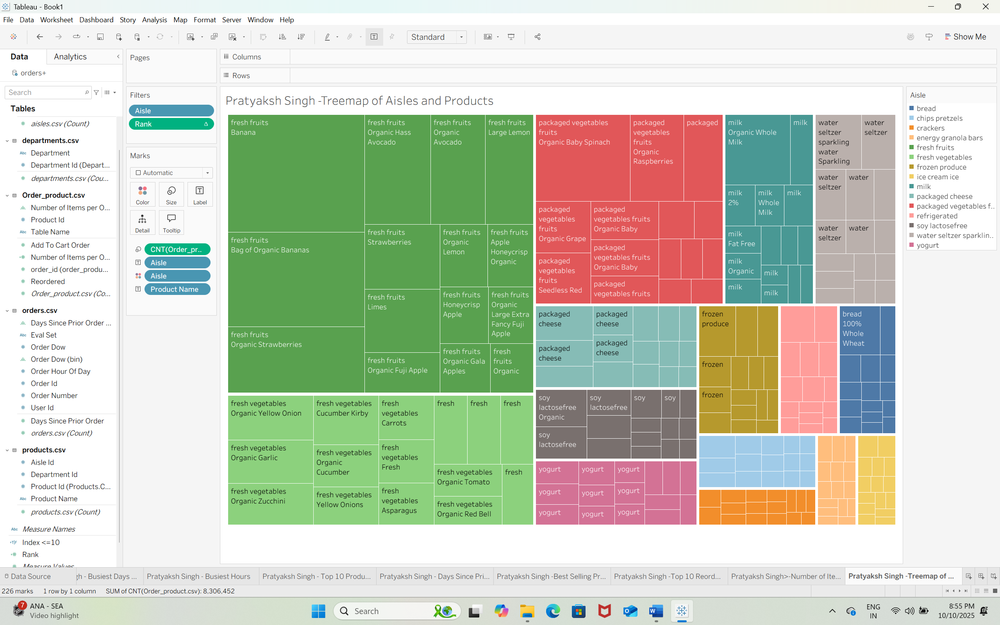 Tableau - Book1
File Data Worksheet Dashboard Story Analysis Map Format Server Window Help
Standard
Show Me
Data Analytics
orders+
Search
Tables
aisles.csv (Count)
departments.csv
Department
Department Id (Depart...
departments.csv (Cou...
Order_product.csv
Number of Items per O...
Product Id
Table Name
Add To Cart Order
Number of Items per O...
order_id (order_produ...
Reordered
Order_product.csv (Co...
orders.csv
Days Since Prior Order ...
Eval Set
Order Dow
Order Dow (bin)
Order Hour Of Day
Order Id
Order Number
User Id
Days Since Prior Order
orders.csv (Count)
products.csv
Aisle Id
Department Id
Product Id (Products.C...
Product Name
products.csv (Count)
Measure Names
Index <=10
Rank
Measure Values
Pages
Filters
Aisle
Rank
Marks
Automatic
Color Size Label
Detail Tooltip
CNT(Order_pr..
Aisle
Aisle
Product Name
Columns
Rows
Pratyaksh Singh -Treemap of Aisles and Products
fresh fruits
Banana
fresh fruits
Bag of Organic Bananas
fresh fruits
Organic Strawberries
fresh fruits
Organic Hass
Avocado
fresh fruits
Organic
Avocado
fresh fruits
Large Lemon
fresh fruits
Strawberries
fresh fruits
Limes
fresh fruits
Organic Fuji Apple
fresh fruits
Organic
Lemon
fresh fruits
Apple
Honeycrisp
Organic
fresh fruits
Honeycrisp
Apple
fresh fruits
Organic
Large Extra
Fancy Fuji
Apple
fresh fruits
Organic Gala
Apples
fresh
fruits
Organic
fresh vegetables
Organic Yellow Onion
fresh vegetables
Organic Garlic
fresh vegetables
Organic Zucchini
fresh vegetables
Cucumber Kirby
fresh vegetables
Organic
Cucumber
fresh vegetables
Yellow Onions
fresh
vegetables
Carrots
fresh
vegetables
Fresh
fresh
vegetables
Asparagus
fresh
fresh
fresh
fresh vegetables
Organic Tomato
fresh vegetables
Organic Red Bell
fresh
packaged vegetables
fruits
Organic Baby Spinach
packaged
vegetables
fruits
Organic
Raspberries
packaged
packaged
vegetables
fruits
Organic Grape
packaged
vegetables
fruits
Seedless Red
packaged
vegetables fruits
Organic Baby
packaged
vegetables fruits
Organic Baby
packaged
vegetables fruits
milk
Organic Whole
Milk
milk
milk
2%
milk
Whole
Milk
milk
milk
Fat Free
milk
Organic
milk
milk
milk
water
seltzer
sparkling
water
Sparkling
water
seltzer
water
seltzer
water
water
seltzer
water
packaged
cheese
packaged
cheese
packaged
cheese
packaged
cheese
soy
lactosefree
Organic
soy
lactosefree
soy
lactosefree
soy
soy
yogurt
yogurt
yogurt
yogurt
yogurt
yogurt
yogurt
yogurt
yogurt
frozen
produce
frozen
frozen
bread
100%
Whole
Wheat
Aisle
bread
chips pretzels
crackers
energy granola bars
fresh fruits
fresh vegetables
frozen produce
ice cream ice
milk
packaged cheese
packaged vegetables f..
refrigerated
soy lactosefree
water seltzer sparklin..
yogurt
Data Source
gh - Busiest Days ...
Pratyaksh Singh - Busiest Hours
Pratyaksh Singh - Top 10 Produ...
Pratyaksh Singh - Days Since Pri...
Pratyaksh Singh -Best Selling Pr...
Pratyaksh Singh -Top 10 Reord...
Pratyaksh Singh>-Number of Ite...
Pratyaksh Singh -Treemap of ...
226 marks 1 row by 1 column SUM of CNT(Order_product.csv): 8,306,452
7
ANA - SEA
Video highlight
Search
ENG
IN
8:55 PM
10/10/2025